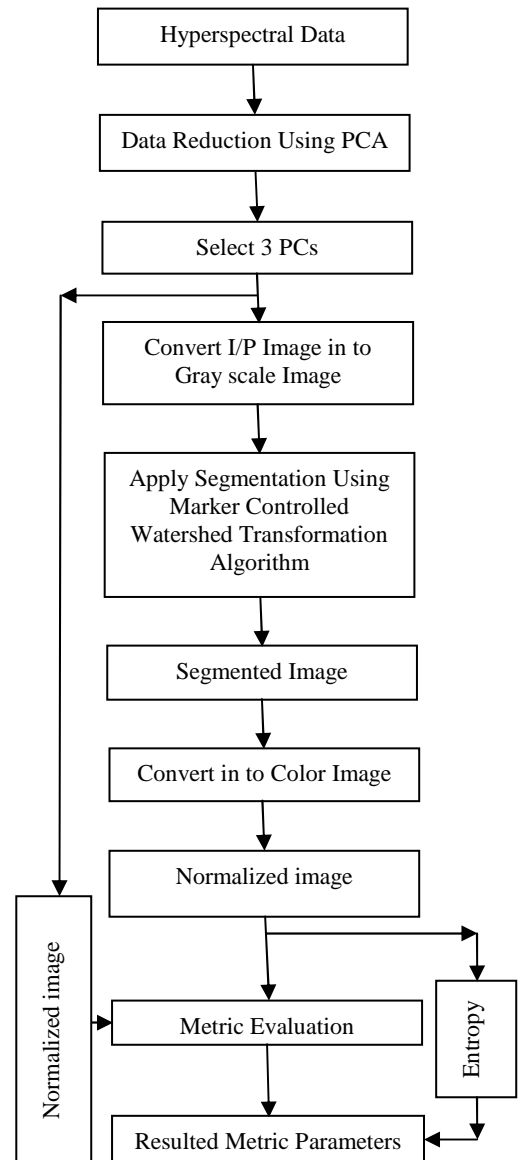 Hyperspectral Data
Data Reduction Using PCA
Select 3 PCs
Convert I/P Image in to
Gray scale Image
Apply Segmentation Using
Marker Controlled
Watershed Transformation
Algorithm
Segmented Image
Convert in to Color Image
Normalized image
Normalized image
Metric Evaluation
Entropy
Resulted Metric Parameters